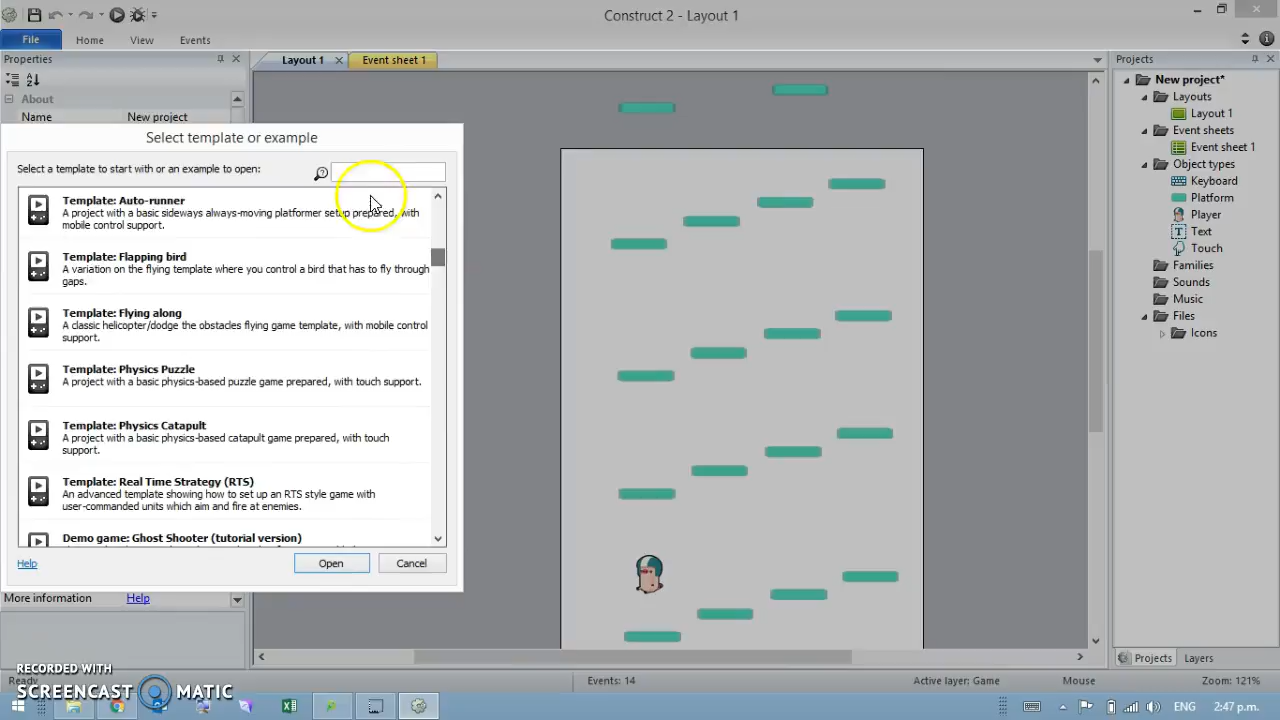 Construct 2 - Layout 1
File Home View Events
Properties
Layout 1 Event sheet 1
Projects
About
Name New project
New project*
Layouts
Layout 1
Event sheets
Event sheet 1
Object types
Keyboard
Platform
Player
Text
Touch
Families
Sounds
Music
Files
Icons
Select template or example
Select a template to start with or an example to open:
Template: Auto-runner
A project with a basic sideways always-moving platformer setup prepared, with
mobile control support.
Template: Flapping bird
A variation on the flying template where you control a bird that has to fly through
gaps.
Template: Flying along
A classic helicopter/dodge the obstacles flying game template, with mobile control
support.
Template: Physics Puzzle
A project with a basic physics-based puzzle game prepared, with touch support.
Template: Physics Catapult
A project with a basic physics-based catapult game prepared, with touch
support.
Template: Real Time Strategy (RTS)
An advanced template showing how to set up an RTS style game with
user-commanded units which aim and fire at enemies.
Demo game: Ghost Shooter (tutorial version)
Help Open Cancel
More information Help
Projects Layers
RECORDED WITH
SCREENCAST MATIC
Ready Events: 14 Active layer: Game Mouse Zoom: 121%
ENG 2:47 p.m.